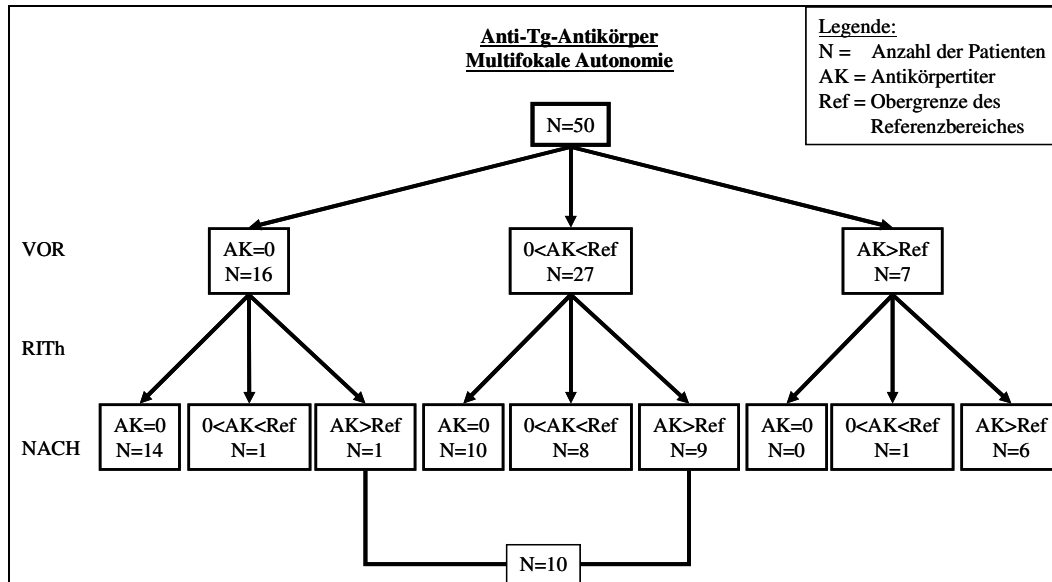 Anti-Tg-Antikörper
Multifokale Autonomie
Legende:
N = Anzahl der Patienten
AK = Antikörpertiter
Ref = Obergrenze des
Referenzbereiches
N=50
VOR
AK=0
N=16
0<AK<Ref
N=27
AK>Ref
N=7
RITh
NACH
AK=0
N=14
0<AK<Ref
N=1
AK>Ref
N=1
AK=0
N=10
0<AK<Ref
N=8
AK>Ref
N=9
AK=0
N=0
0<AK<Ref
N=1
AK>Ref
N=6
N=10